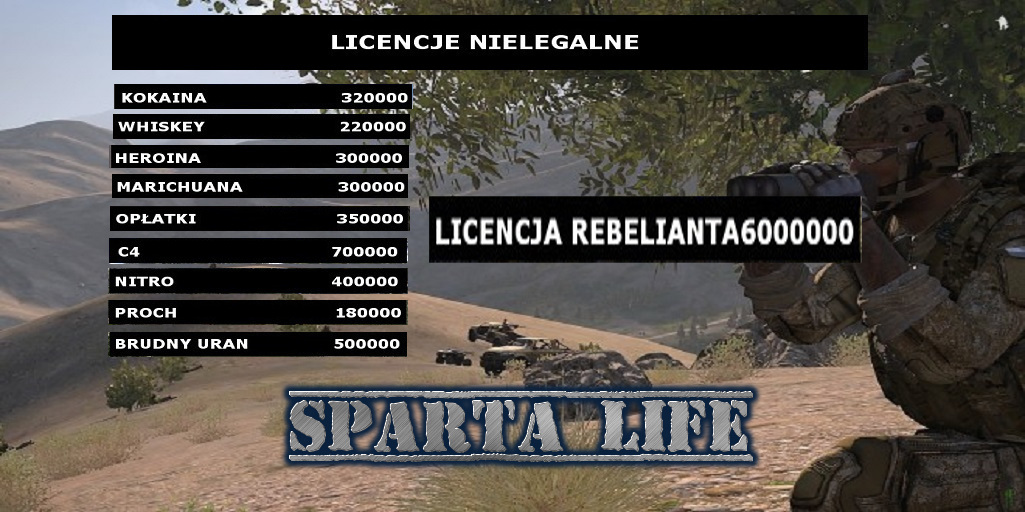 LICENCJE NIELEGALNE
KOKAINA 320000
WHISKEY 220000
HEROINA 300000
MARICHUANA 300000
OPŁATKI 350000
C4 700000
NITRO 400000
PROCH 180000
BRUDNY URAN 500000
LICENCJA REBELIANTA6000000
SPARTA LIFE